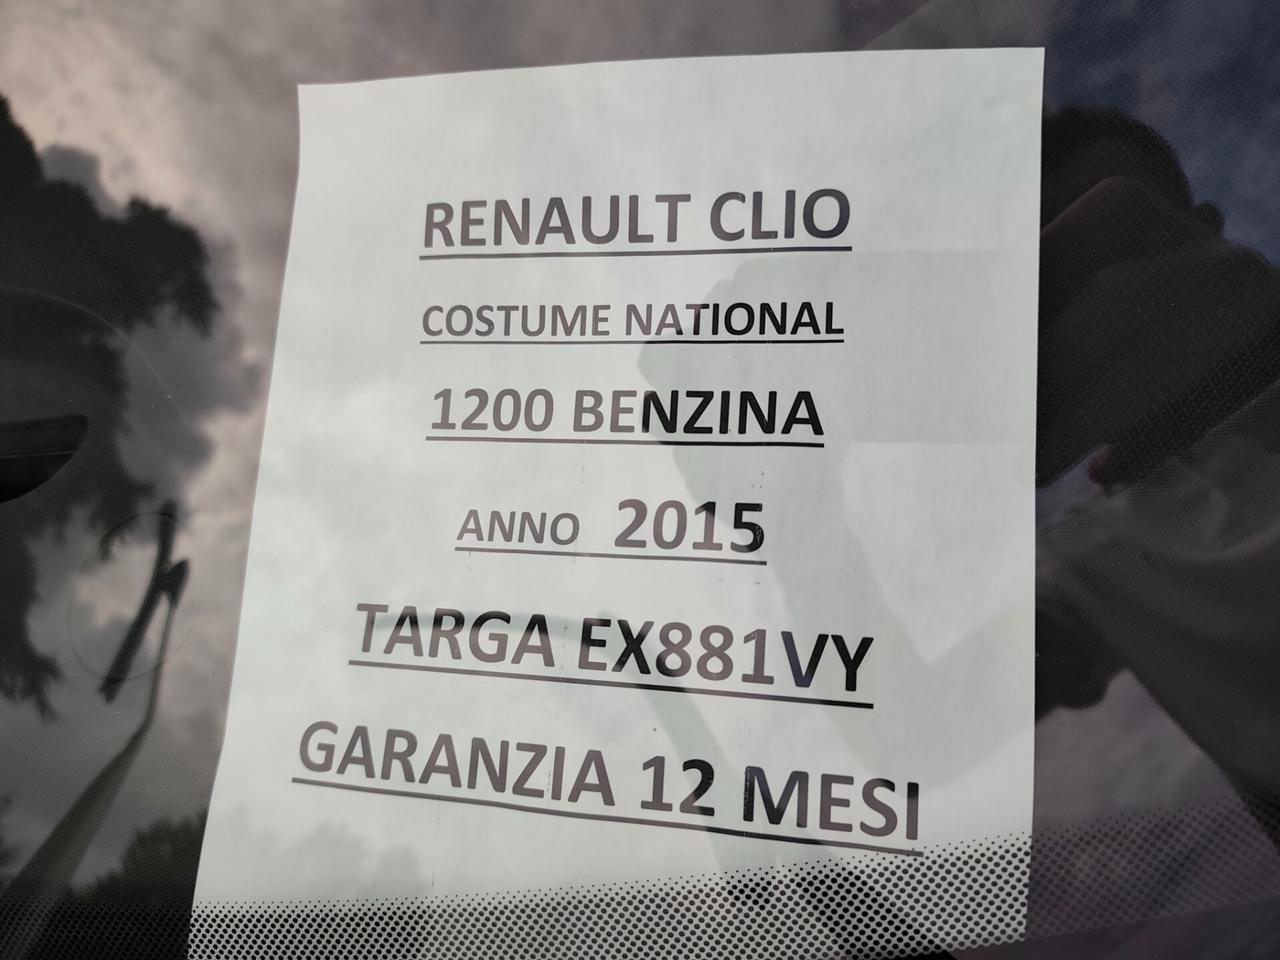 RENAULT CLIO
COSTUME NATIONAL
1200 BENZINA
ANNO 2015
TARGA EX881VY
GARANZIA 12 MESI